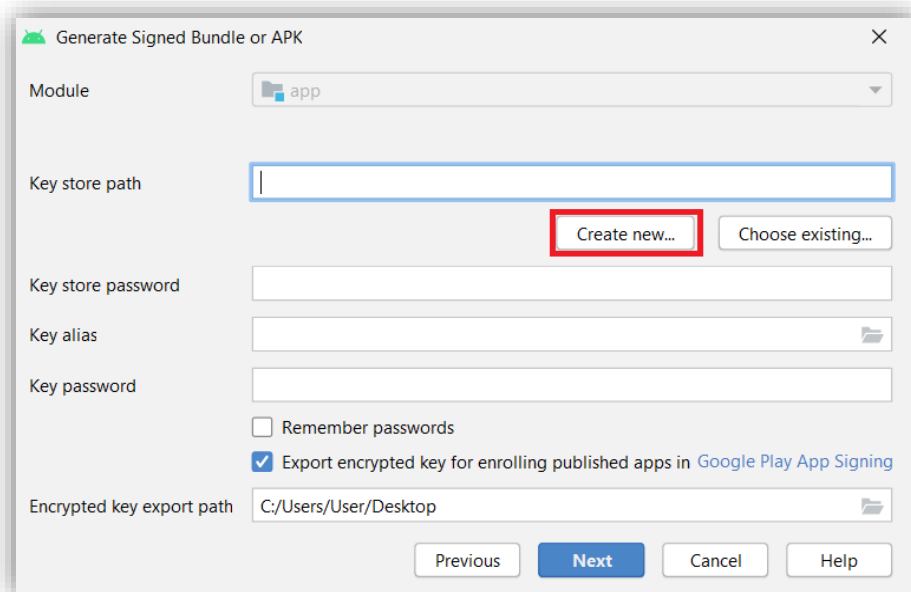 Generate Signed Bundle or APK
Module
app
Key store path
Create new...
Choose existing...
Key store password
Key alias
Key password
Remember passwords
Export encrypted key for enrolling published apps in Google Play App Signing
Encrypted key export path C:/Users/User/Desktop
Previous Next Cancel Help